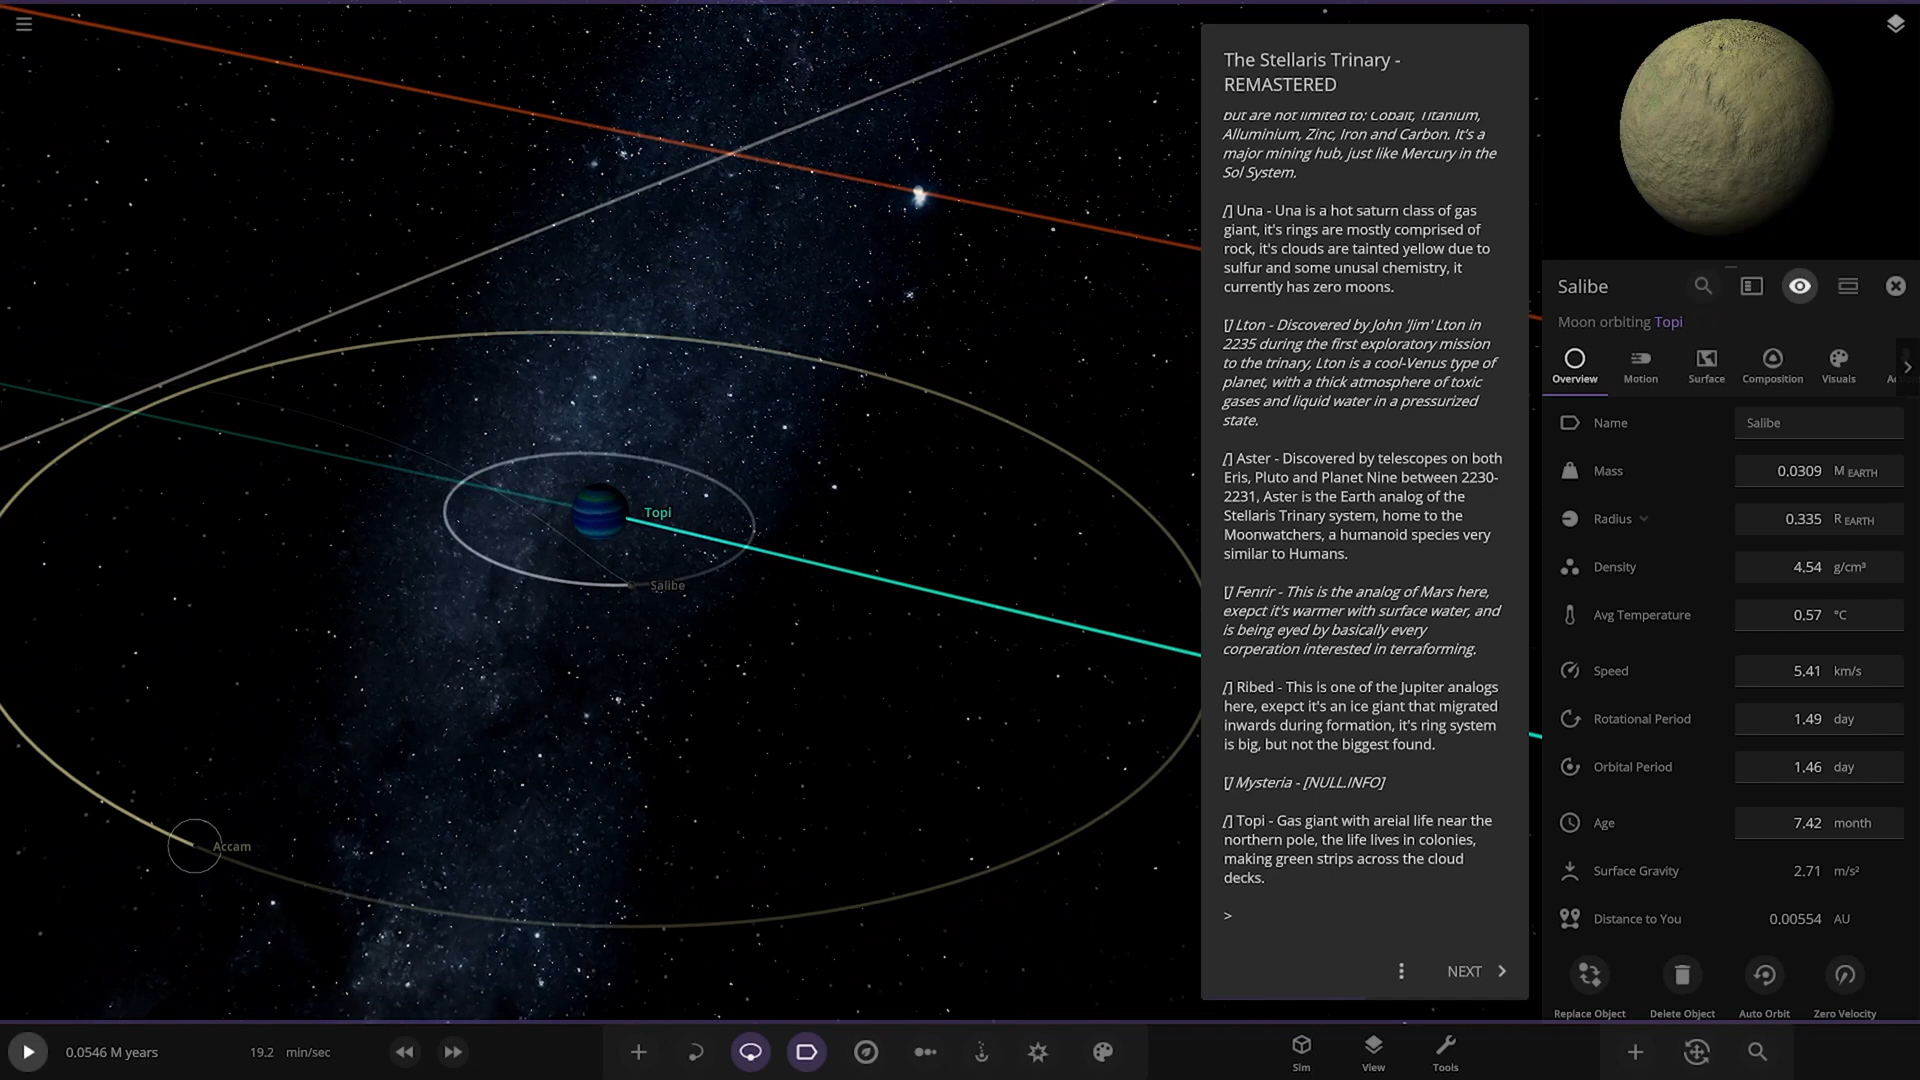 The Stellaris Trinary -
REMASTERED
but are not limited to; Cobalt, Titanium,
Alluminium, Zinc, Iron and Carbon. It's a
major mining hub, just like Mercury in the
Sol System.
[/] Una - Una is a hot saturn class of gas
giant, it's rings are mostly comprised of
rock, it's clouds are tainted yellow due to
sulfur and some unusal chemistry, it
currently has zero moons.
[/] Lton - Discovered by John 'Jim' Lton in
2235 during the first exploratory mission
to the trinary, Lton is a cool-Venus type of
planet, with a thick atmosphere of toxic
gases and liquid water in a pressurized
state.
[/] Aster - Discovered by telescopes on both
Eris, Pluto and Planet Nine between 2230-
2231, Aster is the Earth analog of the
Stellaris Trinary system, home to the
Moonwatchers, a humanoid species very
similar to Humans.
[/] Fenrir - This is the analog of Mars here,
exepct it's warmer with surface water, and
is being eyed by basically every
corperation interested in terraforming.
[/] Ribed - This is one of the Jupiter analogs
here, exepct it's an ice giant that migrated
inwards during formation, it's ring system
is big, but not the biggest found.
[/] Mysteria - [NULL.INFO]
[/] Topi - Gas giant with areial life near the
northern pole, the life lives in colonies,
making green strips across the cloud
decks.
>
NEXT
Topi
Salibe
Accam
Salibe
Moon orbiting Topi
Overview Motion Surface Composition Visuals
Name Salibe
Mass 0.0309 M EARTH
Radius 0.335 R EARTH
Density 4.54 g/cm³
Avg Temperature 0.57 °C
Speed 5.41 km/s
Rotational Period 1.49 day
Orbital Period 1.46 day
Age 7.42 month
Surface Gravity 2.71 m/s²
Distance to You 0.00554 AU
Replace Object Delete Object Auto Orbit Zero Velocity
0.0546 M years 19.2 min/sec
Sim View Tools